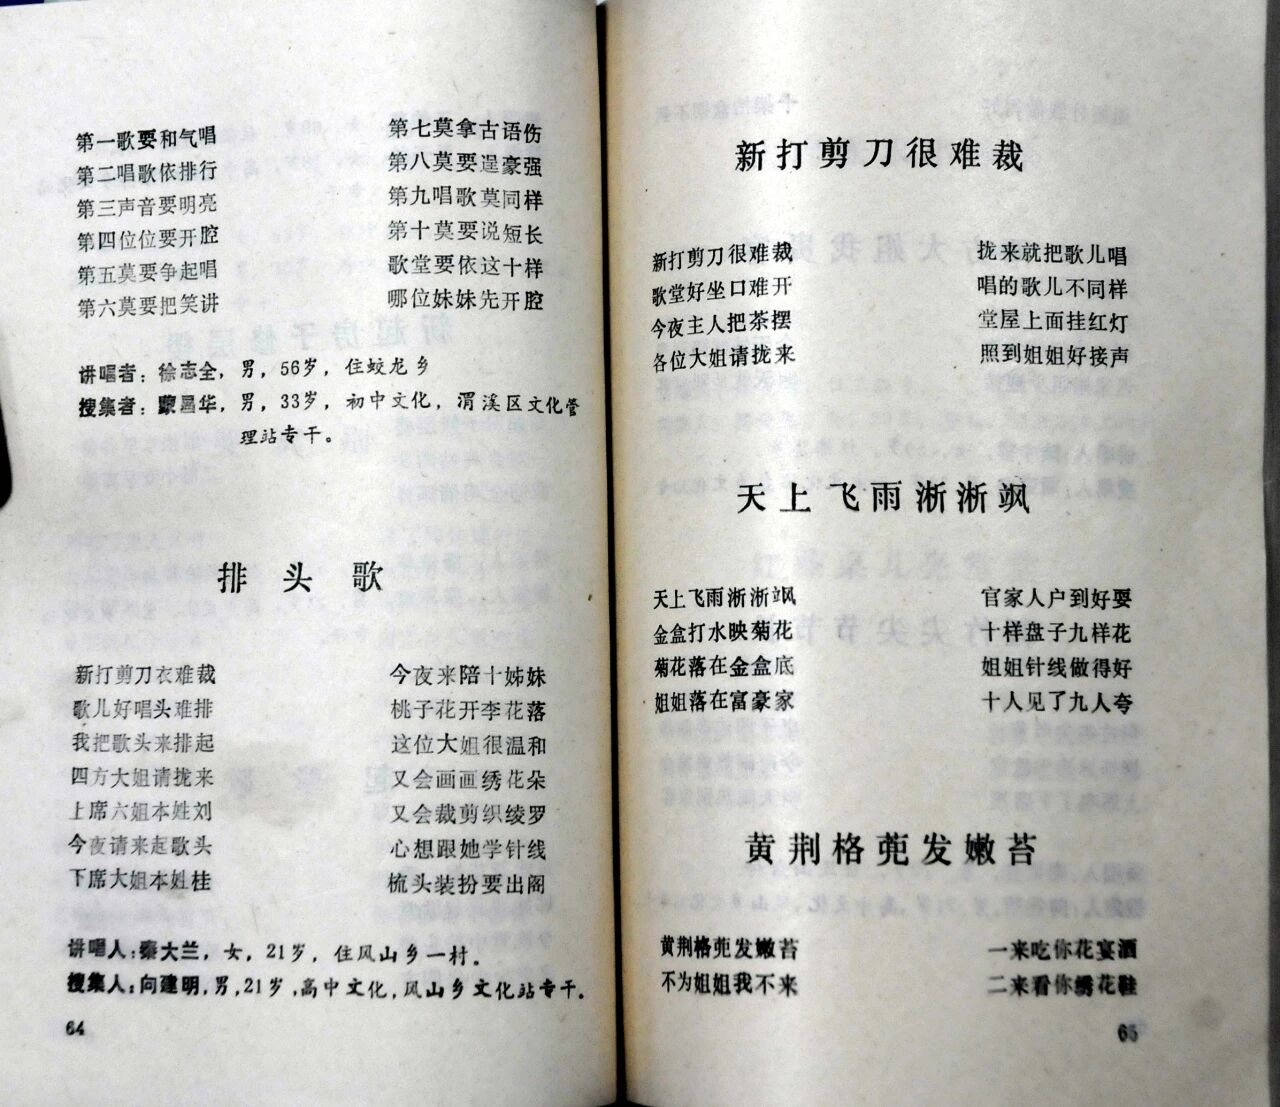 第一歌要和气唱
第二唱歌依排行
第三声音要明亮
第四位位要开腔
第五莫要争起唱
第六莫要把笑讲
第七莫拿古语伤
第八莫要逞豪强
第九唱歌莫同样
第十莫要说短长
歌堂要依这十样
哪位妹妹先开腔
讲唱者：徐志全，男，56岁，住蛟龙乡
搜集者：蒙恩华，男，33岁，初中文化，渭溪区文化管
理站专干。
排头歌
新打剪刀衣难裁
歌儿好唱头难排
我把歌头来排起
四方大姐请拢来
上席六姐本姓刘
今夜请来起歌头
下席大姐本姓桂
今夜来陪十姊妹
桃子花开李花落
这位大姐很温和
又会画画绣花朵
又会裁剪织绫罗
心想跟她学针线
梳头装扮要出阁
讲唱人：秦大兰，女，21岁，住风山乡一村。
搜集人：向建明，男，21岁，高中文化，风山乡文化站专干。
64
新打剪刀很难裁
新打剪刀很难裁
歌堂好坐口难开
今夜主人把茶摆
各位大姐请拢来
拢来就把歌儿唱
唱的歌儿不同样
堂屋上面挂红灯
照到姐姐好接声
天上飞雨淅淅飒
天上飞雨淅淅飒
金盒打水映菊花
菊花落在金盒底
姐姐落在富豪家
官家人户到好耍
十样盘子九样花
姐姐针线做得好
十人见了九人夸
黄荆格蔸发嫩苔
黄荆格蔸发嫩苔
不为姐姐我不来
一来吃你花宴酒
二来看你绣花鞋
65